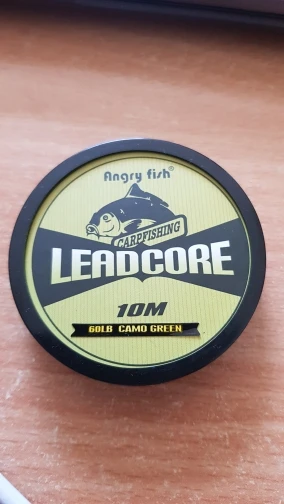 Angry fish®
CARPFISHING
LEADCORE
10M
60LB CAMO GREEN